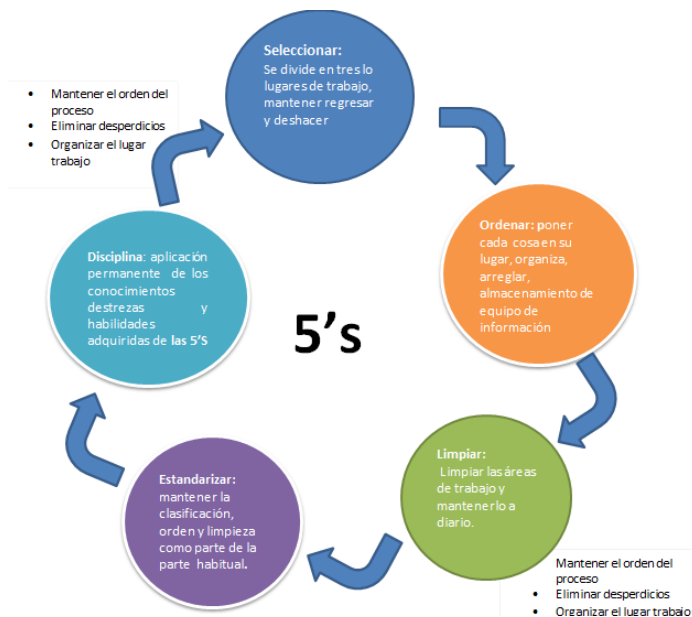 Seleccionar:
Se divide en tres lo
lugares de trabajo,
mantener regresar
y deshacer
• Mantener el orden del
proceso
• Eliminar desperdicios
• Organizar el lugar
trabajo
Ordenar: poner
cada cosa en su
lugar, organiza,
arreglar,
almacenamiento de
equipo de
información
Disciplina: aplicación
permanente de los
conocimientos
destrezas y
habilidades
adquiridas de las 5’S
5’s
Limpiar:
Limpiar las áreas
de trabajo y
mantenerlo a
diario.
Estandarizar:
mantener la
clasificación,
orden y limpieza
como parte de la
parte habitual.
Mantener el orden del
proceso
• Eliminar desperdicios
• Organizar el lugar trabajo